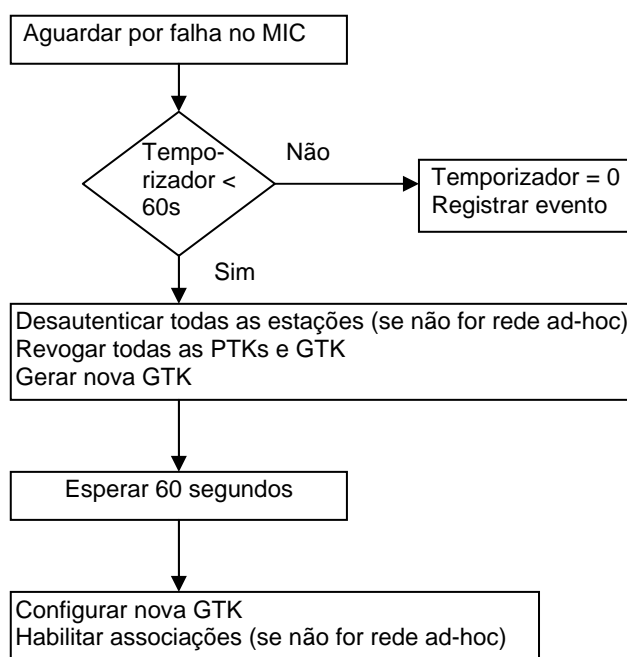 Aguardar por falha no MIC
Tempo-
rizador <
60s
Não
Temporizador = 0
Registrar evento
Sim
Desautenticar todas as estações (se não for rede ad-hoc)
Revogar todas as PTKs e GTK
Gerar nova GTK
Esperar 60 segundos
Configurar nova GTK
Habilitar associações (se não for rede ad-hoc)